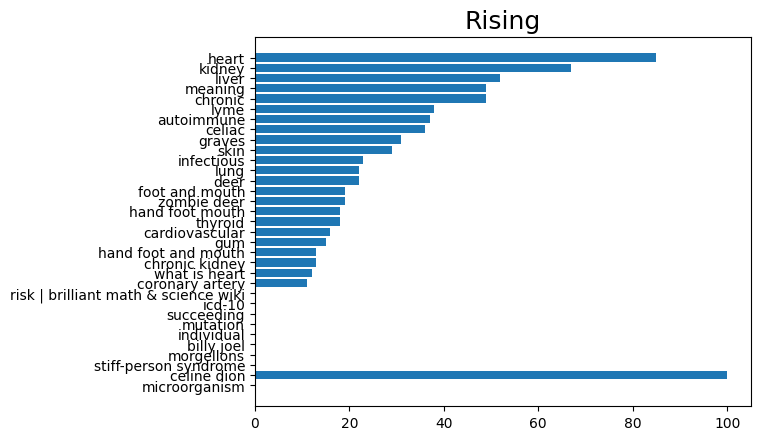 Rising
heart
kidney
liver
meaning
chronic
lyme
autoimmune
celiac
graves
skin
infectious
lung
deer
foot and mouth
zombie deer
hand foot mouth
thyroid
cardiovascular
gum
hand foot and mouth
chronic kidney
what is heart
coronary artery
risk | brilliant math & science wiki
icd-10
succeeding
mutation
individual
billy joel
morgellons
stiff-person syndrome
celine dion
microorganism
0 20 40 60 80 100